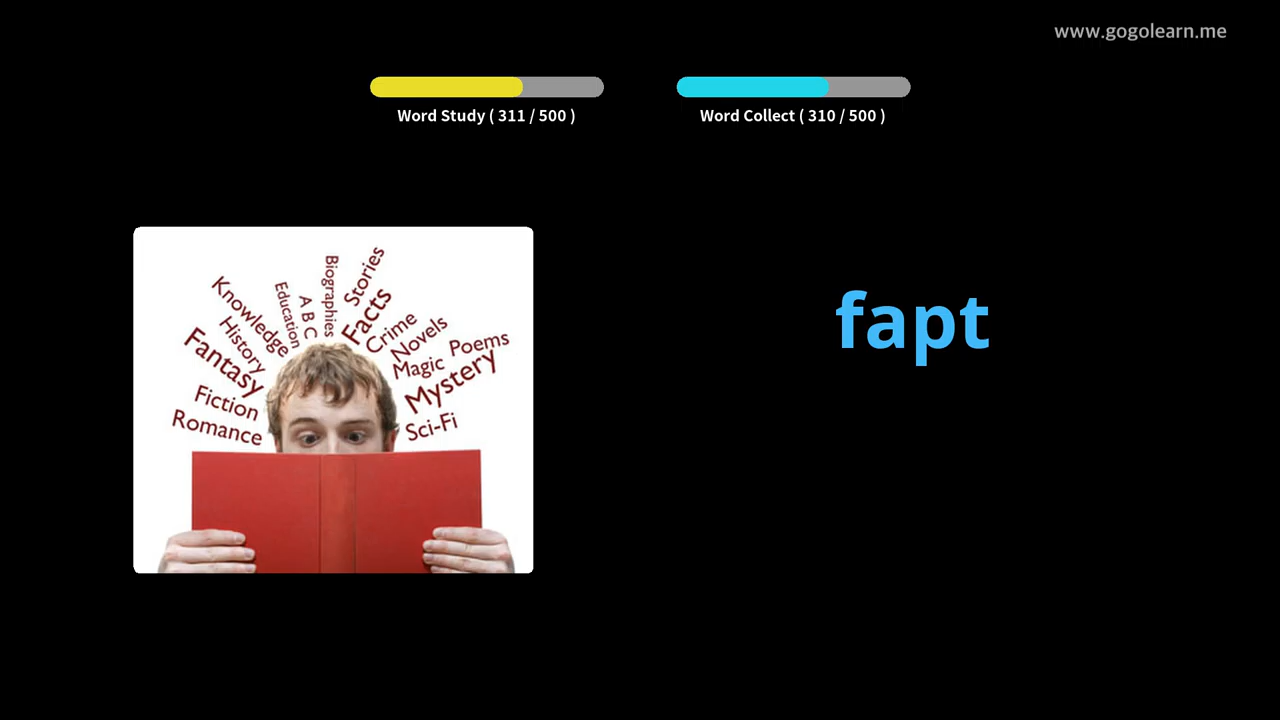 www.gogolearn.me
Word Study ( 311 / 500 )
Word Collect ( 310 / 500 )
fapt
Stories
Biographies
Facts
A B C
Education
Knowledge
Crime
History
Novels
Poems
Fantasy
Magic
Mystery
Fiction
Romance
Sci-Fi